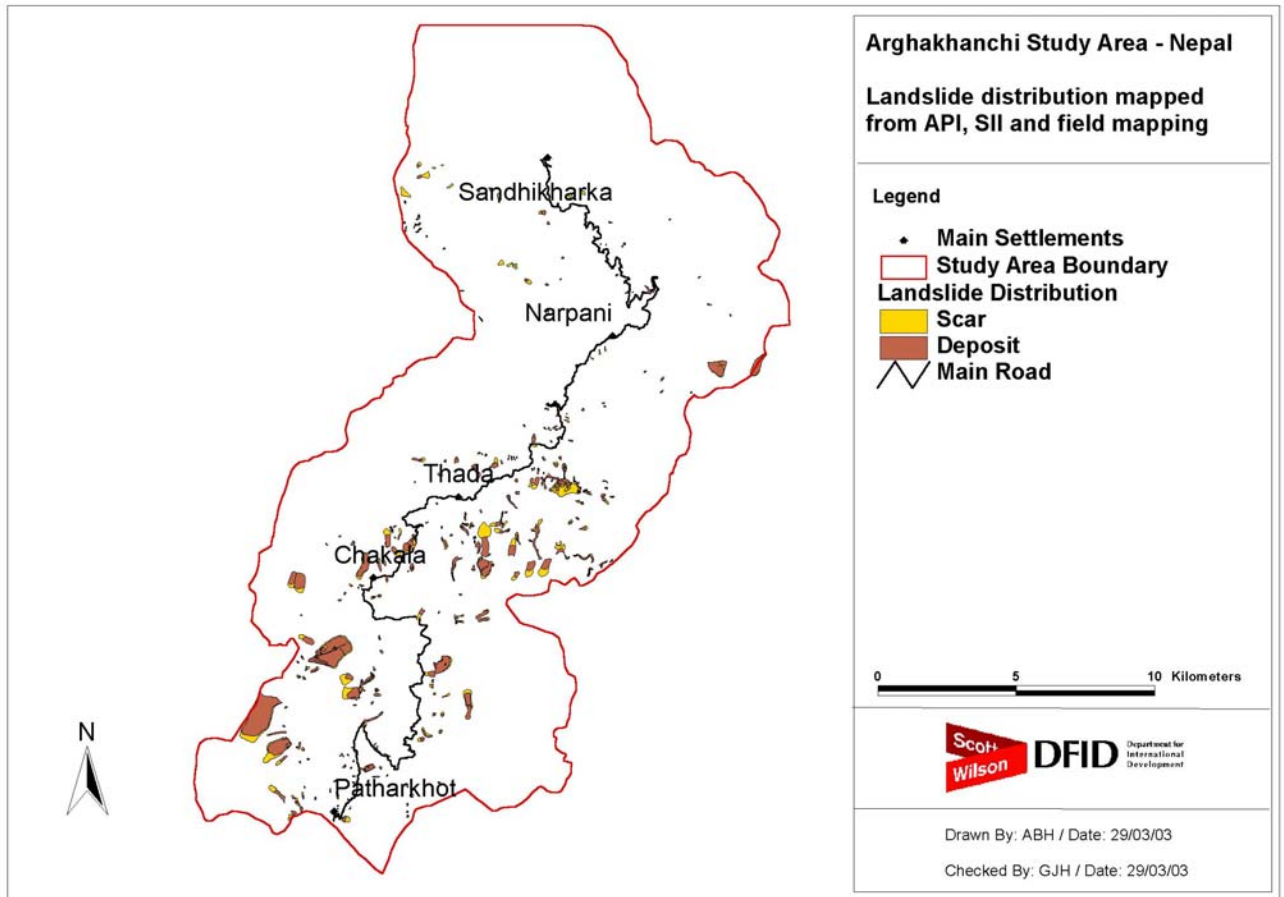 Arghakhanchi Study Area - Nepal
Landslide distribution mapped
from API, SII and field mapping
Legend
Main Settlements
Study Area Boundary
Landslide Distribution
Scar
Deposit
Main Road
Sandhikharka
Narpani
Thada
Chakala
Patharkhot
N
0 5 10 Kilometers
Scott
Wilson
DFID
Department for
International
Development
Drawn By: ABH / Date: 29/03/03
Checked By: GJH / Date: 29/03/03